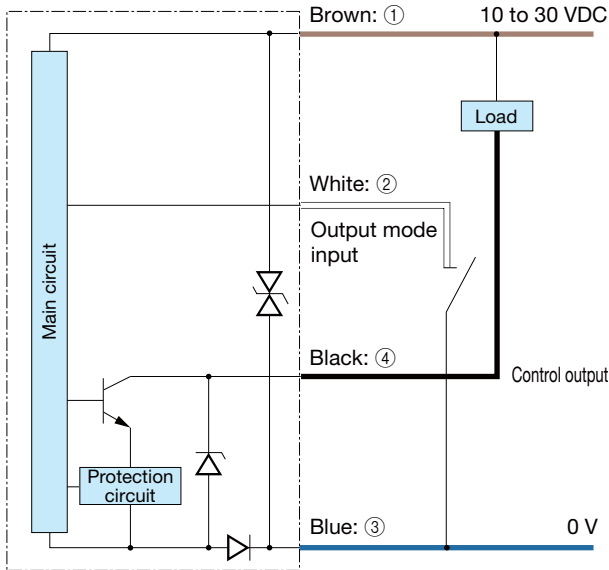 Brown: ① 10 to 30 VDC
Load
White: ②
Output mode
input
Main circuit
Black: ④
Control output
Protection
circuit
Blue: ③ 0 V